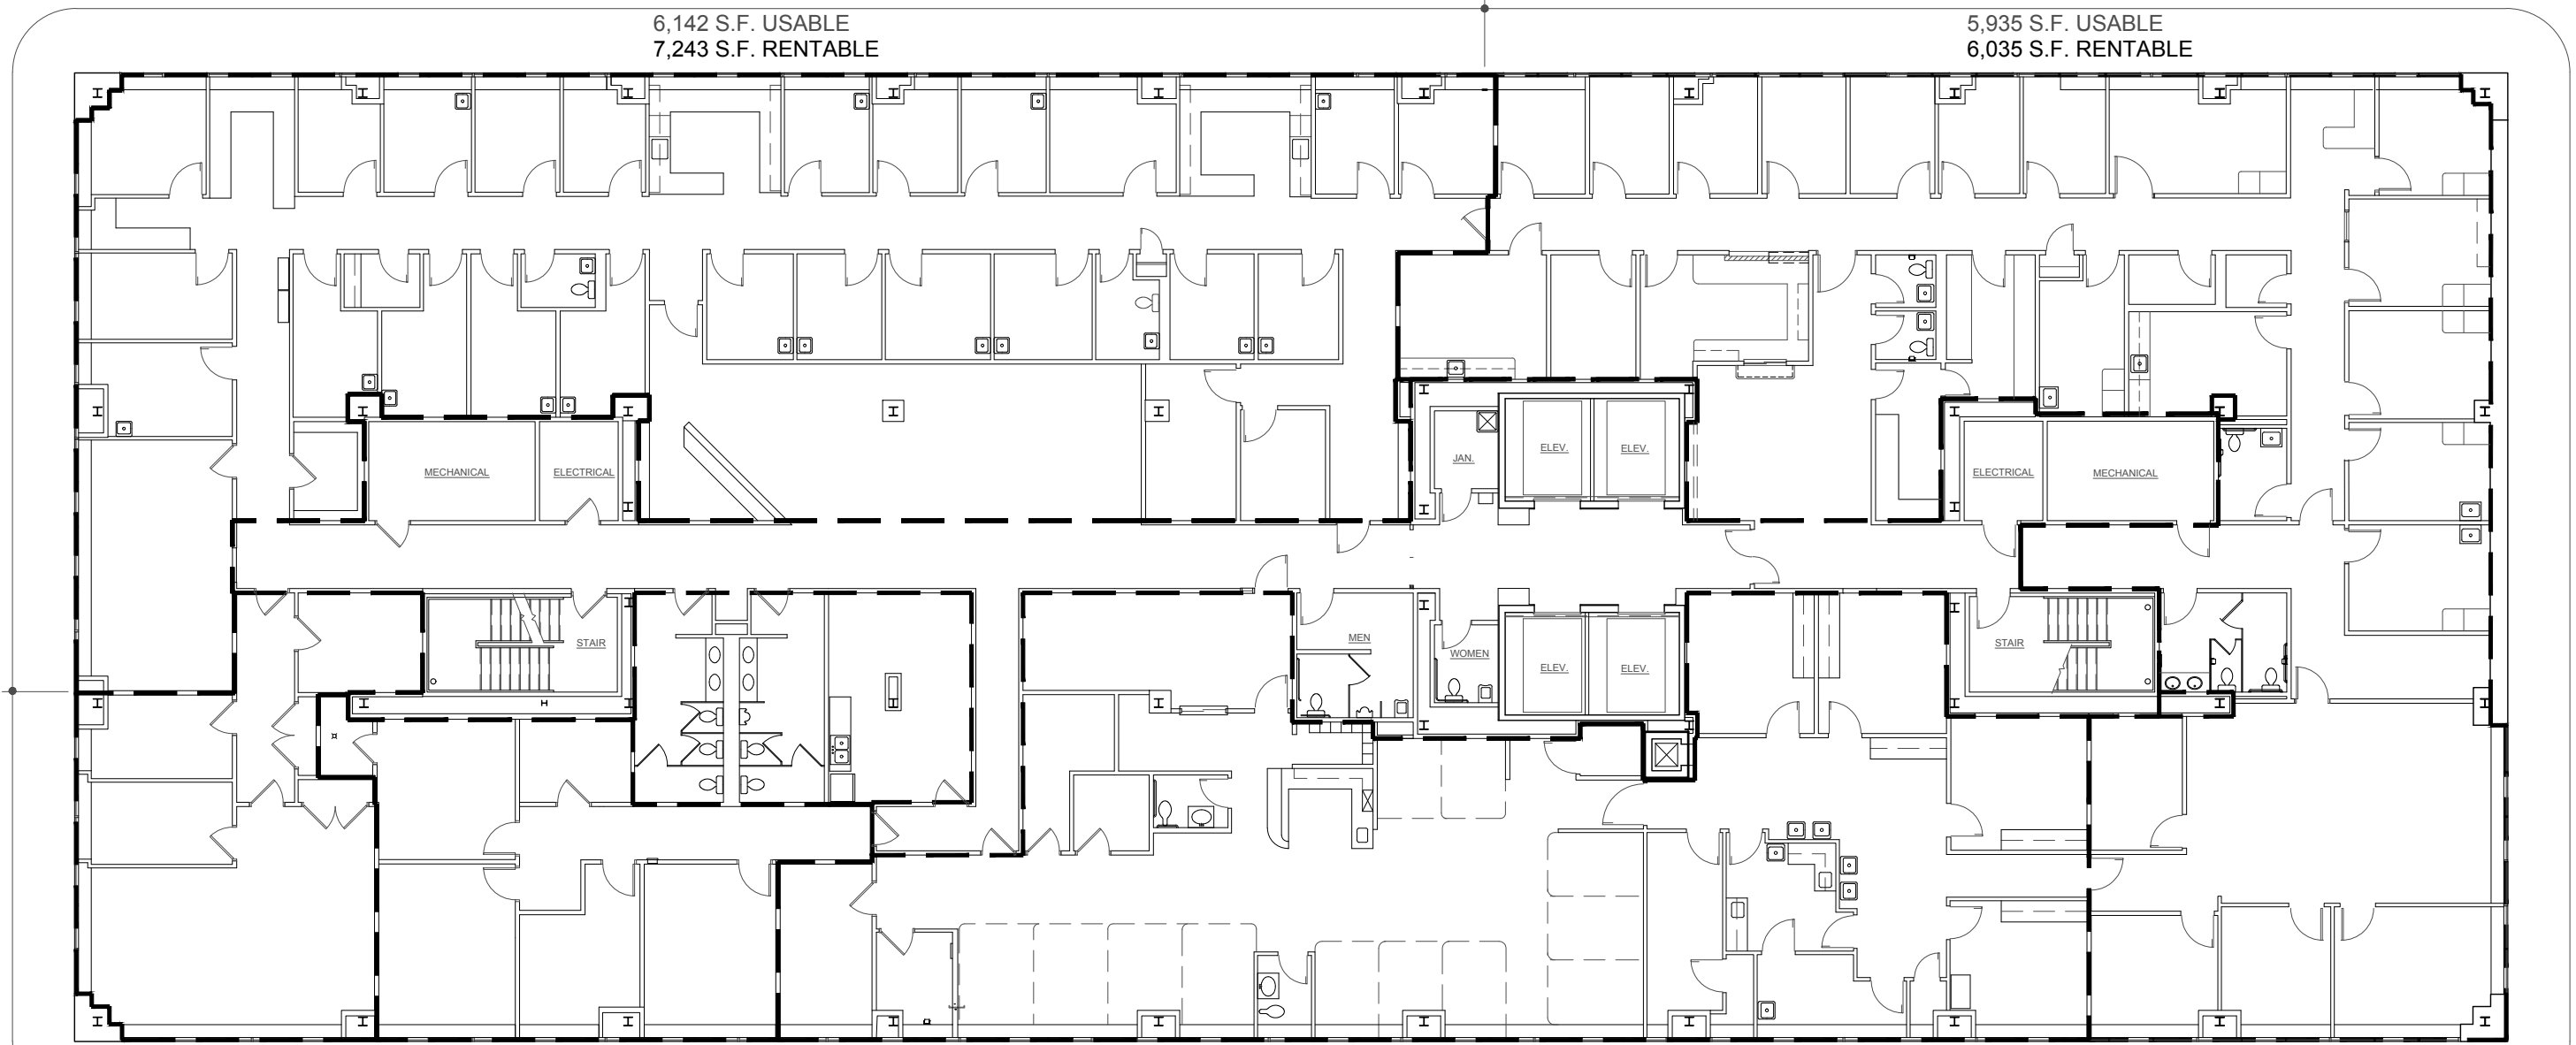 6,142 S.F. USABLE
7,243 S.F. RENTABLE
5,935 S.F. USABLE
6,035 S.F. RENTABLE
MECHANICAL
ELECTRICAL
JAN.
ELEV.
ELEV.
ELECTRICAL
MECHANICAL
STAIR
MEN
WOMEN
ELEV.
ELEV.
STAIR